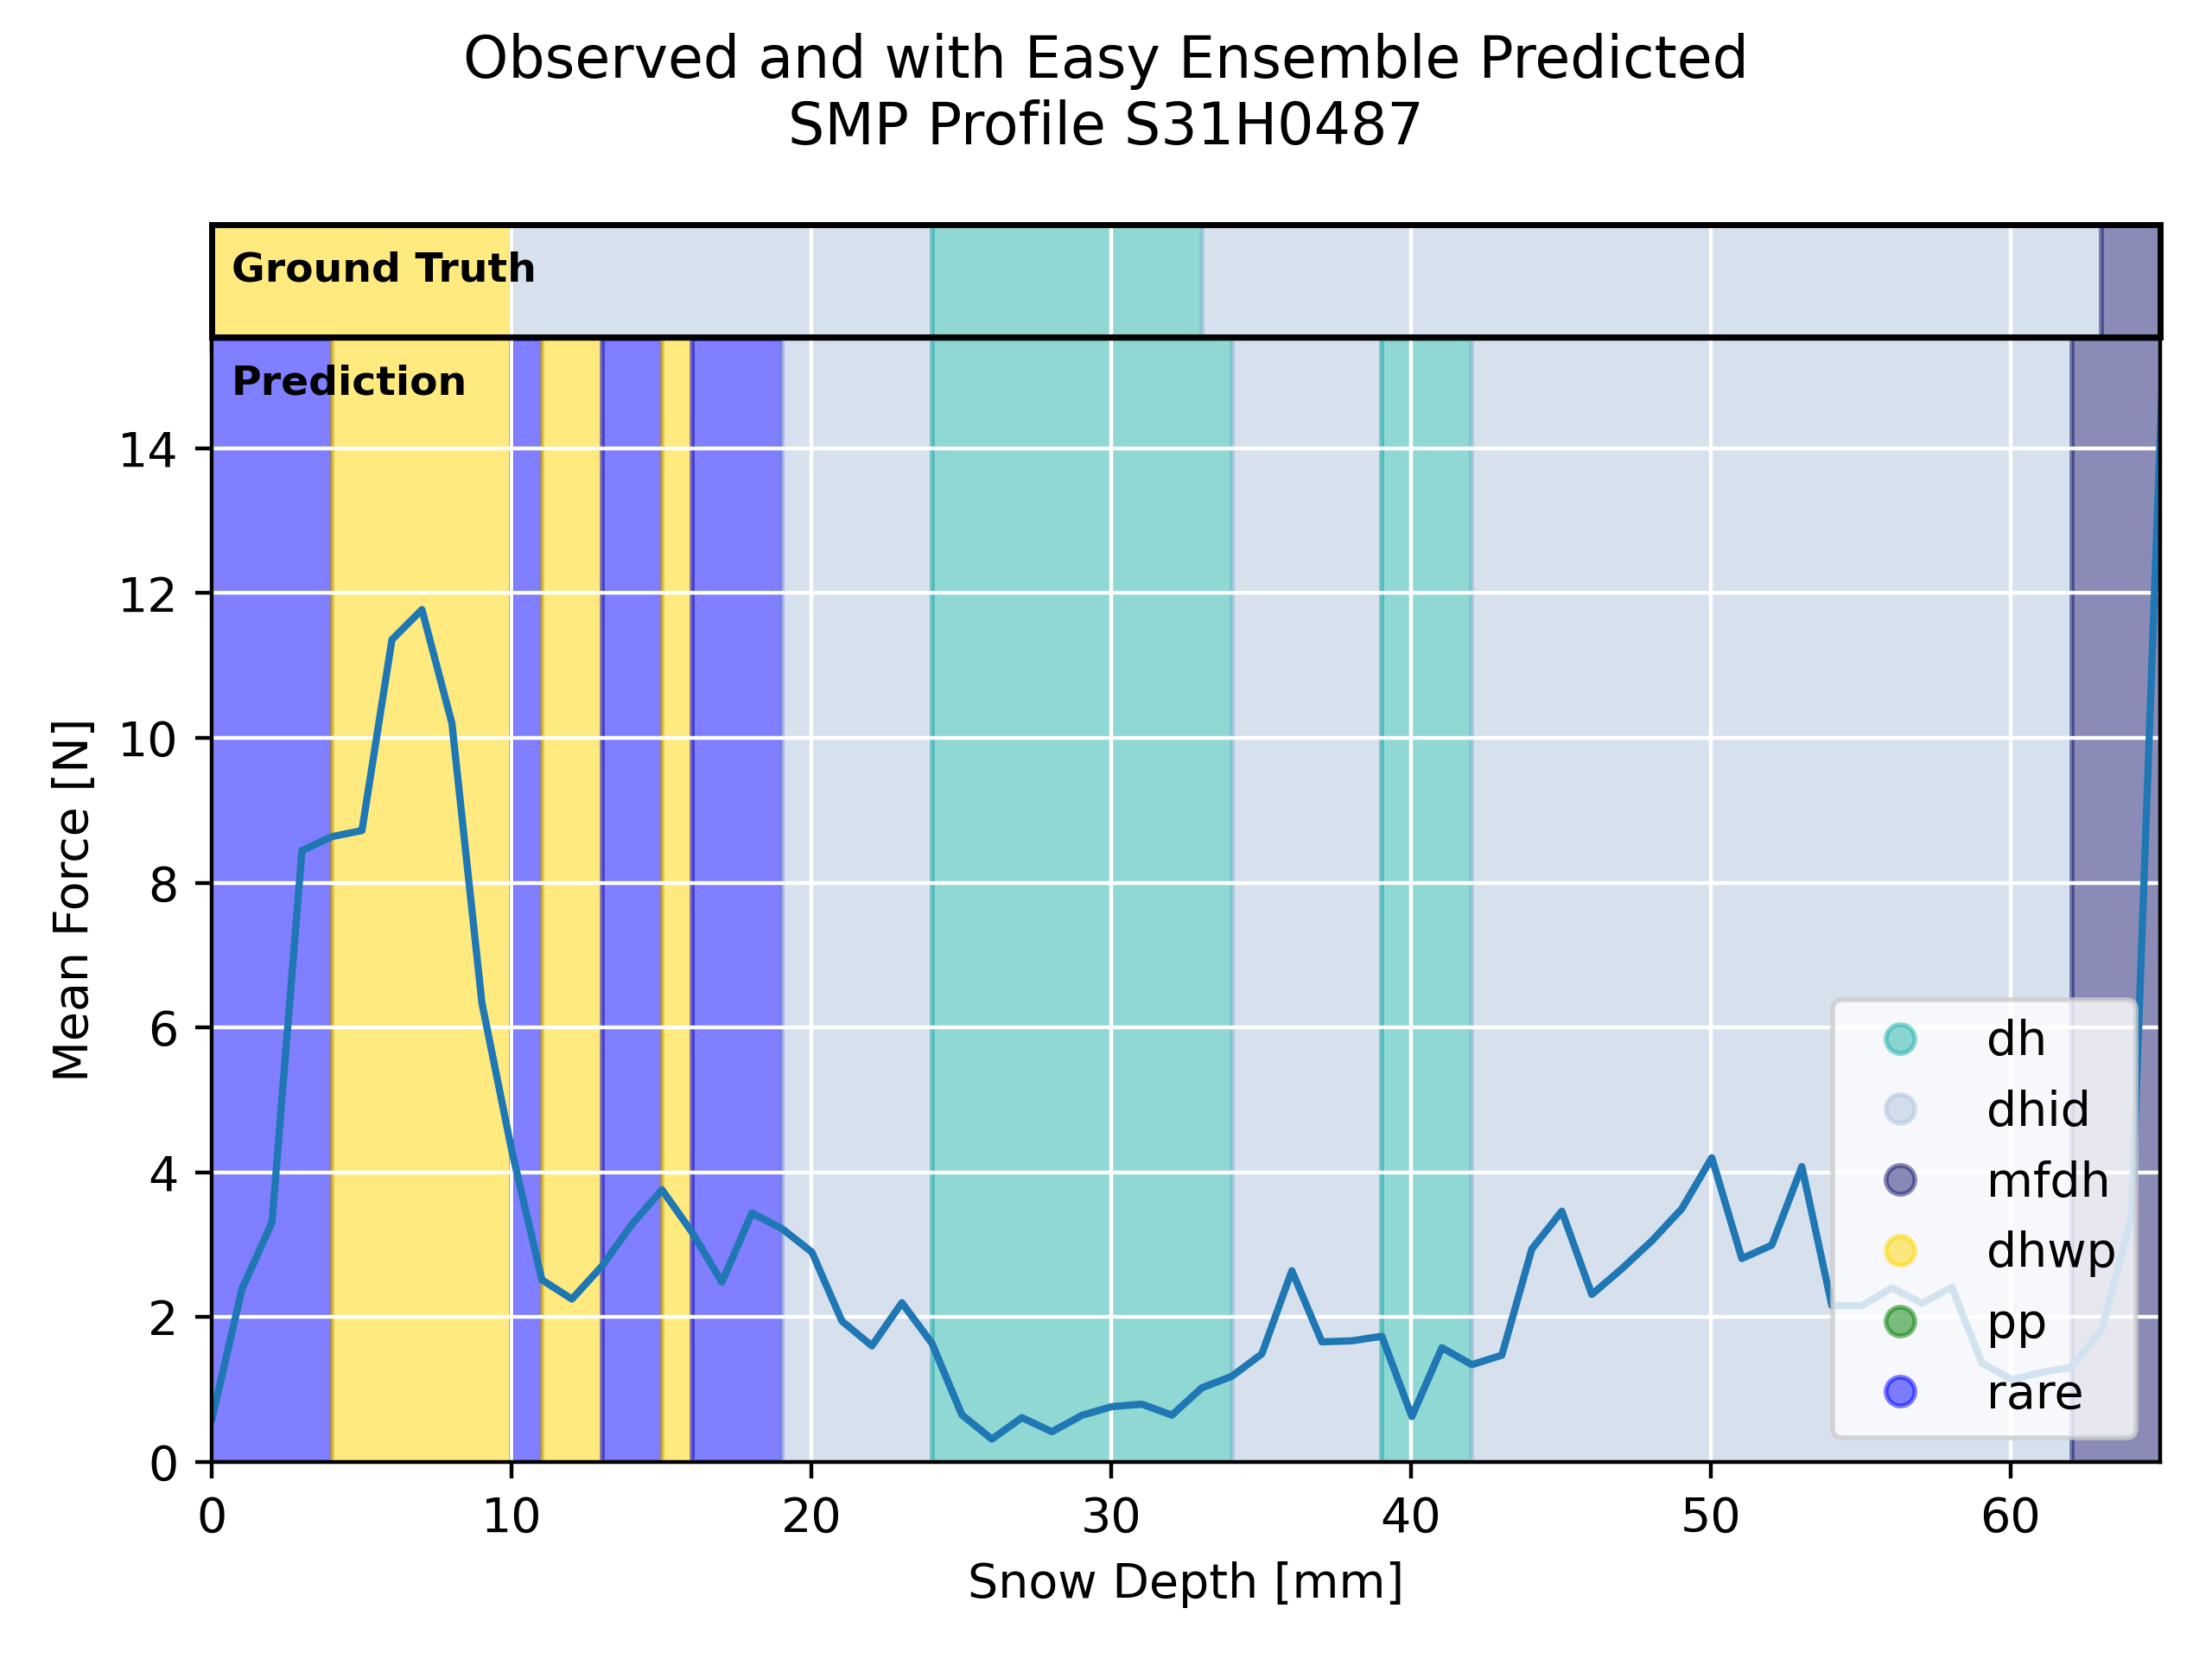 Observed and with Easy Ensemble Predicted
SMP Profile S31H0487
Ground Truth
Prediction
14
12
10
8
6
4
2
0
Mean Force [N]
dh
dhid
mfdh
dhwp
pp
rare
0 10 20 30 40 50 60
Snow Depth [mm]